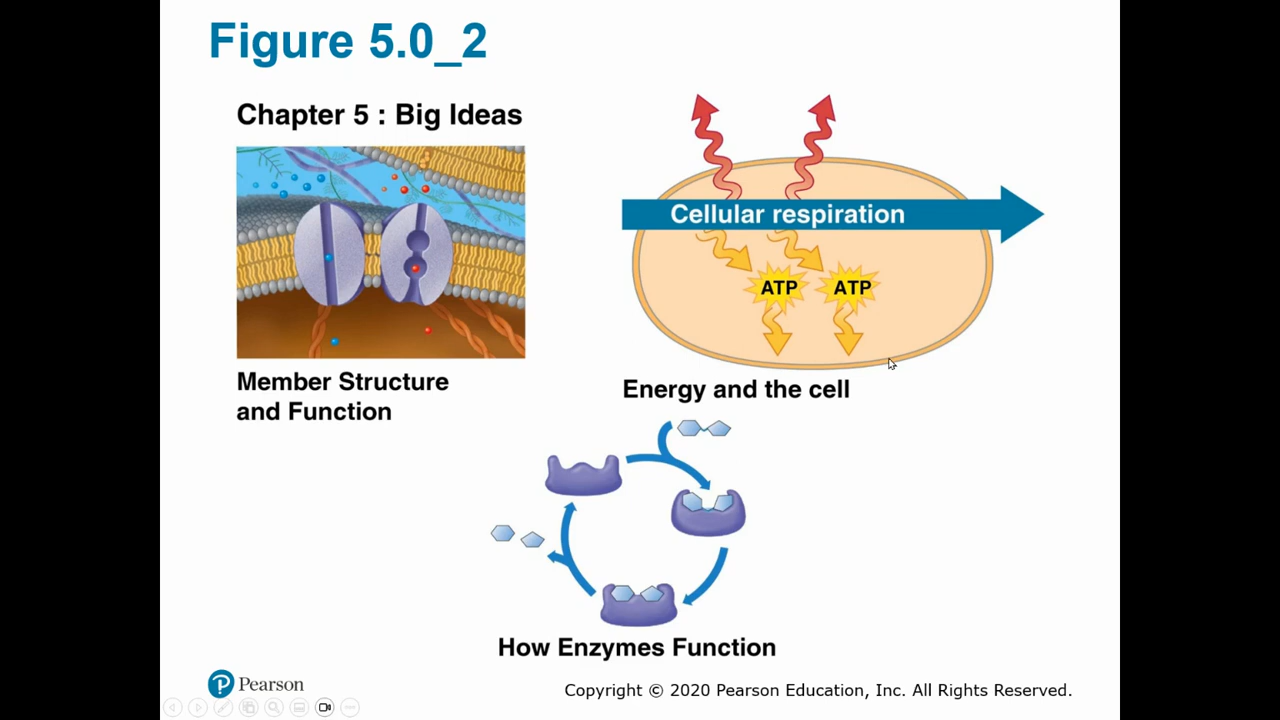 Figure 5.0_2
Chapter 5 : Big Ideas
Cellular respiration
ATP ATP
Member Structure
and Function
Energy and the cell
How Enzymes Function
Pearson
Copyright © 2020 Pearson Education, Inc. All Rights Reserved.